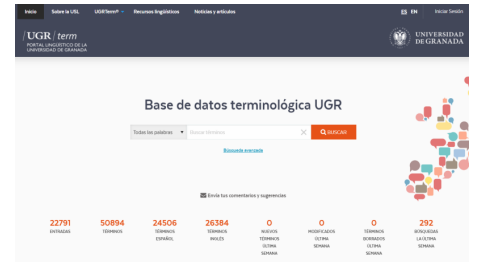 Inicio Sobre la USL UGRTerm® Recursos lingüísticos Noticias y artículos ES EN Iniciar Sesión
/UGR/term
PORTAL LINGÜÍSTICO DE LA
UNIVERSIDAD DE GRANADA
UNIVERSIDAD
DE GRANADA
Base de datos terminológica UGR
Todas las palabras Buscar términos BUSCAR
Búsqueda avanzada
Envía tus comentarios y sugerencias
22791 50894 24506 26384 0 0 0 292
ENTRADAS TÉRMINOS TÉRMINOS TÉRMINOS NUEVOS MODIFICADOS TÉRMINOS BÚSQUEDAS
ESPAÑOL INGLÉS TÉRMINOS ÚLTIMA BORRADOS LA ÚLTIMA
ÚLTIMA SEMANA ÚLTIMA SEMANA
SEMANA SEMANA